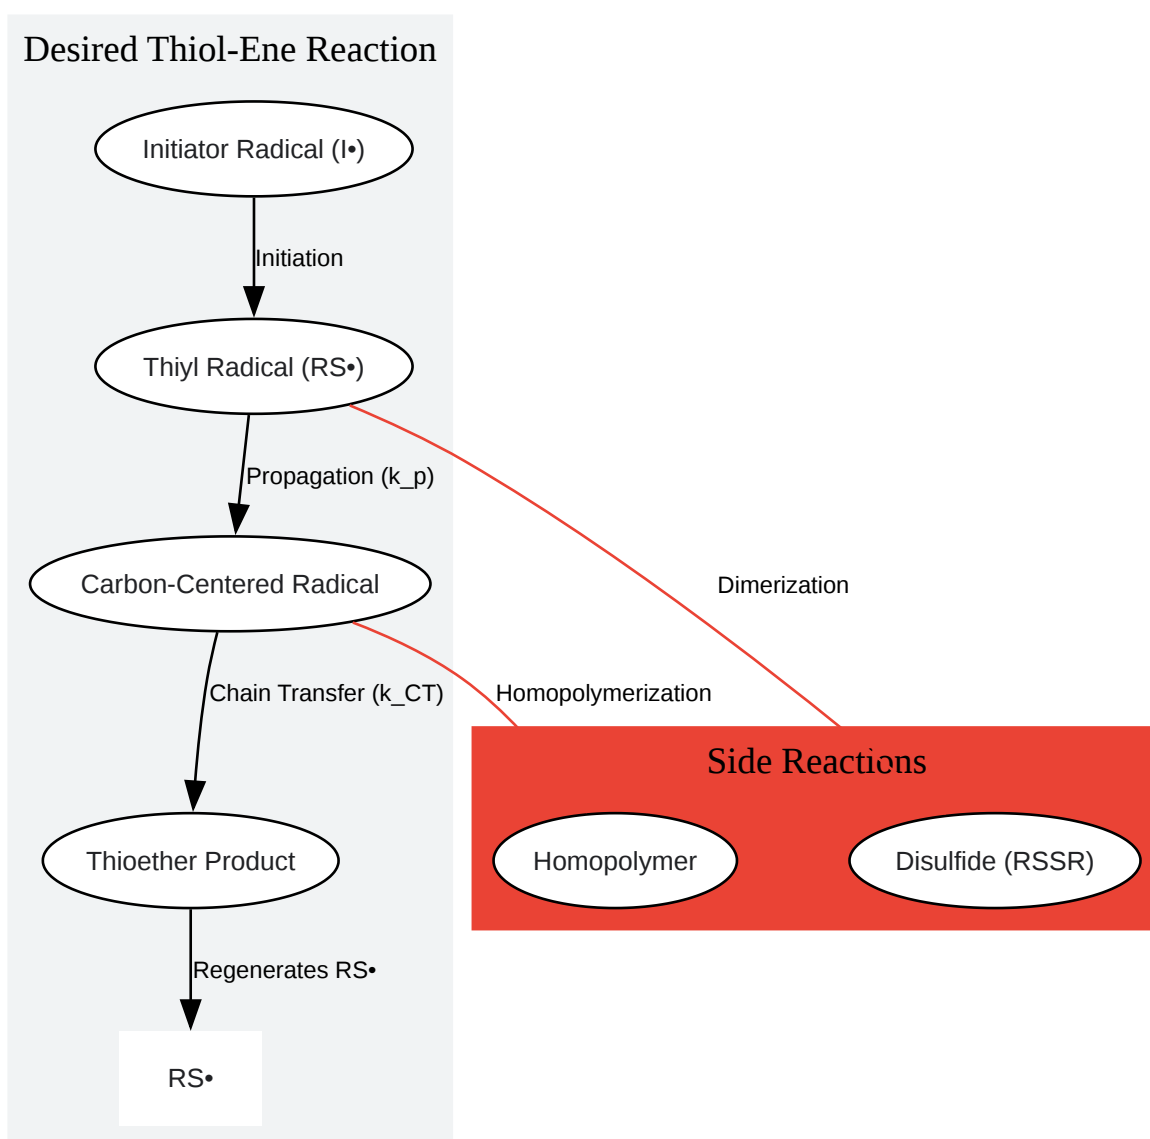 Desired Thiol-Ene Reaction
Initiator Radical (I•)
Initiation
Thiyl Radical (RS•)
Propagation (k_p)
Carbon-Centered Radical
Dimerization
Chain Transfer (k_CT)
Homopolymerization
Side Reactions
Thioether Product
Homopolymer
Disulfide (RSSR)
Regenerates RS•
RS•